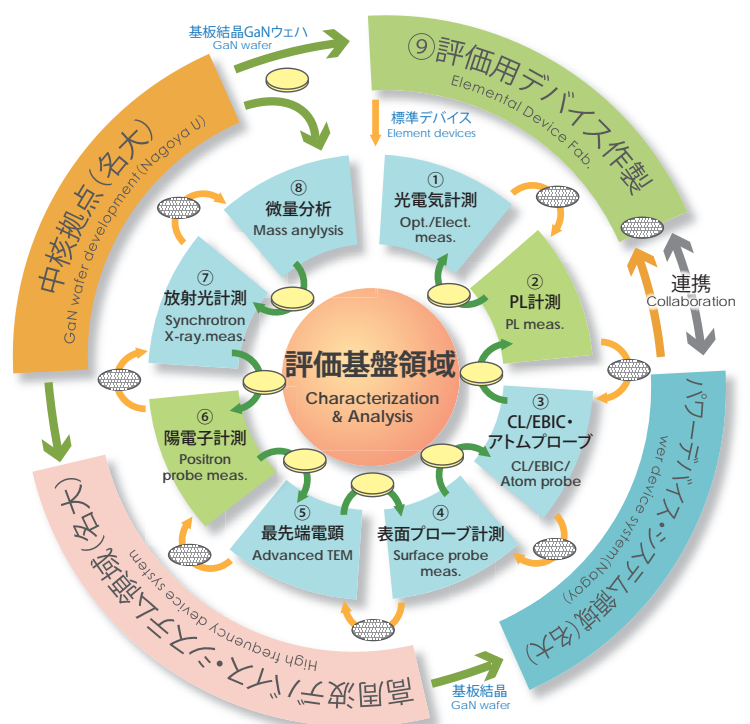 基板結晶GaNウェハ
GaN wafer
⑨評価用デバイス作製
Elemental Device Fab.
標準デバイス
Element devices
中核拠点(名大)
GaN wafer development(Nagoya U)
①
光電気計測
Opt./Elect.
meas.
②
PL計測
PL meas.
③
CL/EBIC・
アトムプローブ
CL/EBIC/
Atom probe
④
表面プローブ計測
Surface probe
meas.
⑤
最先端電顕
Advanced TEM
⑥
陽電子計測
Positron
probe meas.
⑦
放射光計測
Synchrotron
X-ray.meas.
⑧
微量分析
Mass anylysis
評価基盤領域
Characterization
& Analysis
連携
Collaboration
パワーデバイス・システム領域(名大)
wer device system(Nagoy)
高周波デバイス・システム領域(名大)
High frequency device system
基板結晶
GaN wafer